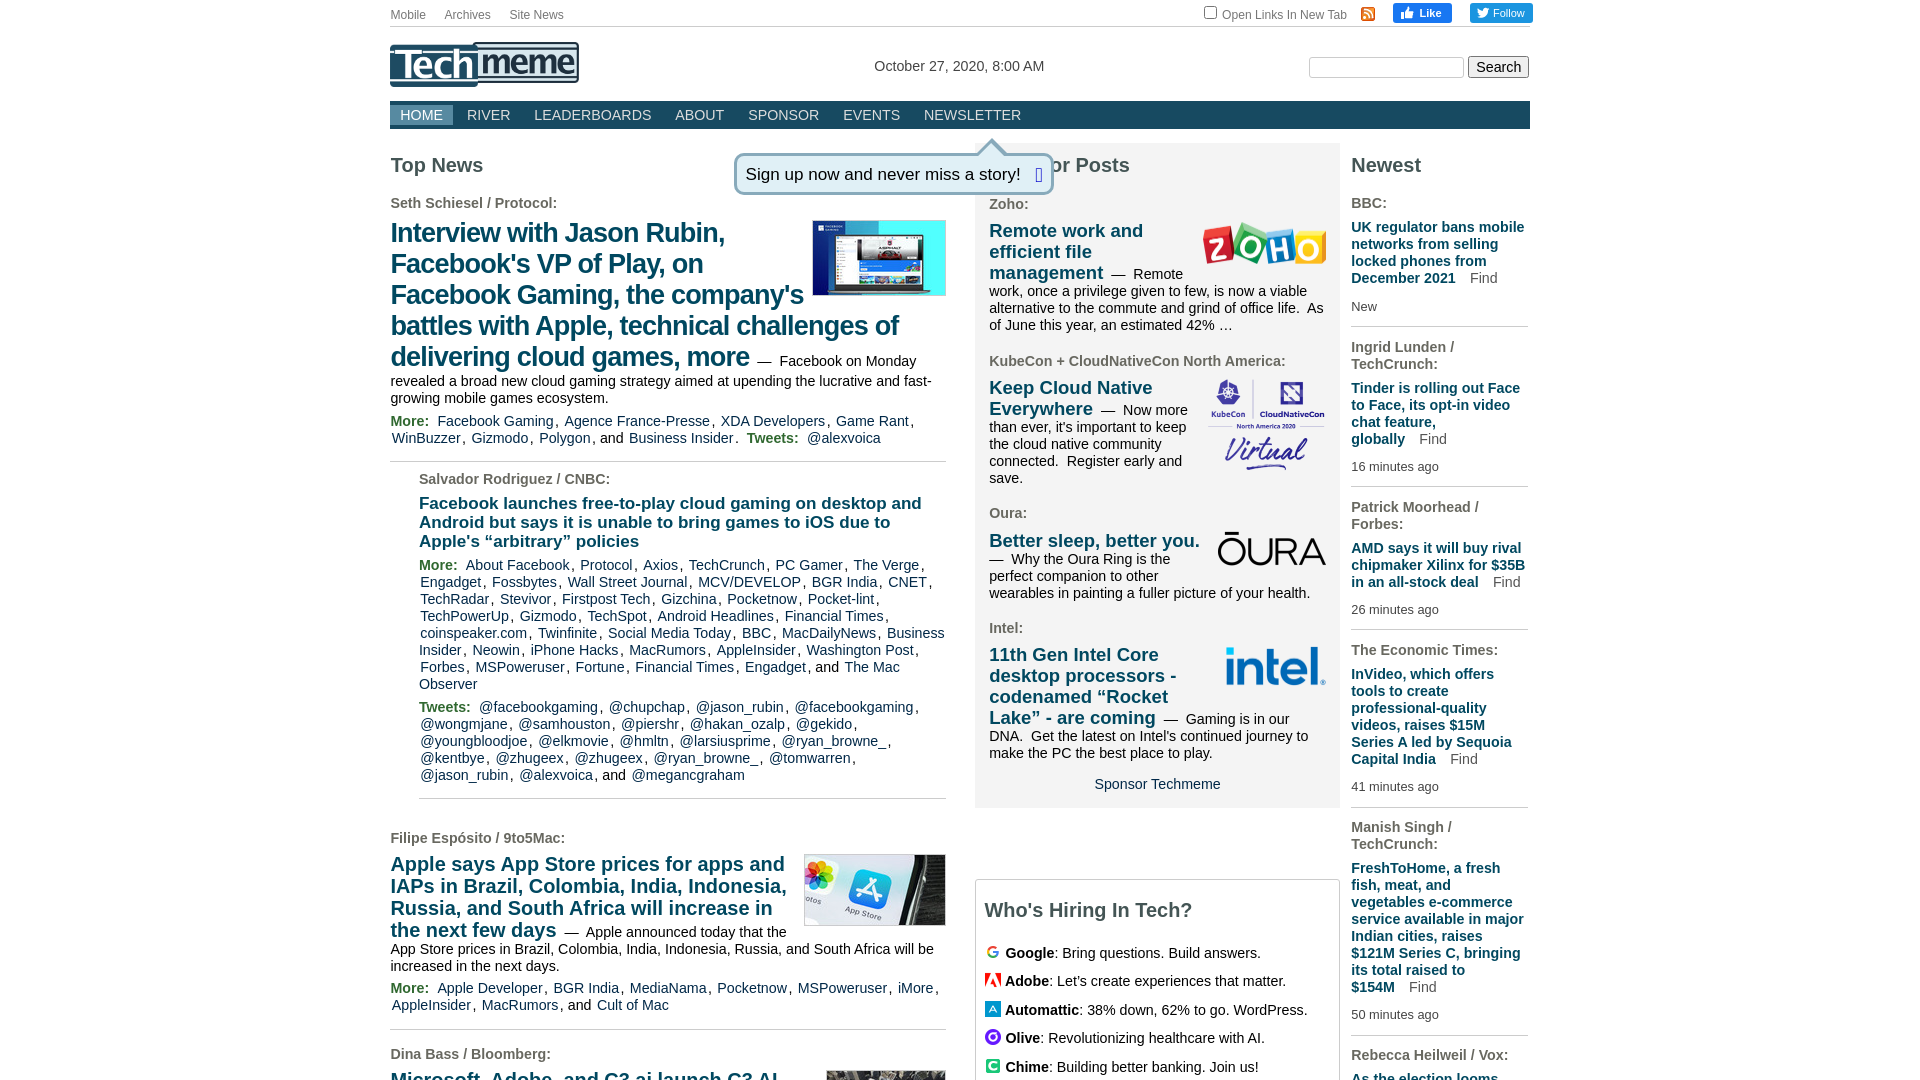 Mobile Archives Site News
Open Links In New Tab Like Follow
Techmeme
October 27, 2020, 8:00 AM
Search
HOME RIVER LEADERBOARDS ABOUT SPONSOR EVENTS NEWSLETTER
Sign up now and never miss a story!
Top News
Seth Schiesel / Protocol:
Interview with Jason Rubin,
Facebook's VP of Play, on
Facebook Gaming, the company's
battles with Apple, technical challenges of
delivering cloud games, more — Facebook on Monday
revealed a broad new cloud gaming strategy aimed at upending the lucrative and fast-
growing mobile games ecosystem.
More: Facebook Gaming, Agence France-Presse, XDA Developers, Game Rant,
WinBuzzer, Gizmodo, Polygon, and Business Insider. Tweets: @alexvoica
Salvador Rodriguez / CNBC:
Facebook launches free-to-play cloud gaming on desktop and
Android but says it is unable to bring games to iOS due to
Apple's “arbitrary” policies
More: About Facebook, Protocol, Axios, TechCrunch, PC Gamer, The Verge,
Engadget, Fossbytes, Wall Street Journal, MCV/DEVELOP, BGR India, CNET,
TechRadar, Stevivor, Firstpost Tech, Gizchina, Pocketnow, Pocket-lint,
TechPowerUp, Gizmodo, TechSpot, Android Headlines, Financial Times,
coinspeaker.com, Twinfinite, Social Media Today, BBC, MacDailyNews, Business
Insider, Neowin, iPhone Hacks, MacRumors, AppleInsider, Washington Post,
Forbes, MSPoweruser, Fortune, Financial Times, Engadget, and The Mac
Observer
Tweets: @facebookgaming, @chupchap, @jason_rubin, @facebookgaming,
@wongmjane, @samhouston, @piershr, @hakan_ozalp, @gekido,
@youngbloodjoe, @elkmovie, @hmltn, @larsiusprime, @ryan_browne_,
@kentbye, @zhugeex, @zhugeex, @ryan_browne_, @tomwarren,
@jason_rubin, @alexvoica, and @megancgraham
Filipe Espósito / 9to5Mac:
Apple says App Store prices for apps and
IAPs in Brazil, Colombia, India, Indonesia,
Russia, and South Africa will increase in
the next few days — Apple announced today that the
App Store prices in Brazil, Colombia, India, Indonesia, Russia, and South Africa will be
increased in the next days.
More: Apple Developer, BGR India, MediaNama, Pocketnow, MSPoweruser, iMore,
AppleInsider, MacRumors, and Cult of Mac
App Store
Dina Bass / Bloomberg:
Microsoft, Adobe, and C3.ai launch C3 AI
or Posts
Zoho:
Remote work and
efficient file
management — Remote
work, once a privilege given to few, is now a viable
alternative to the commute and grind of office life. As
of June this year, an estimated 42% …
ZOHO
KubeCon + CloudNativeCon North America:
Keep Cloud Native
Everywhere — Now more
than ever, it's important to keep
the cloud native community
connected. Register early and
save.
KubeCon CloudNativeCon
North America 2020
Virtual
Oura:
Better sleep, better you.
— Why the Oura Ring is the
perfect companion to other
wearables in painting a fuller picture of your health.
ŌURA
Intel:
11th Gen Intel Core
desktop processors -
codenamed “Rocket
Lake” - are coming — Gaming is in our
DNA. Get the latest on Intel's continued journey to
make the PC the best place to play.
intel
Sponsor Techmeme
Who's Hiring In Tech?
Google: Bring questions. Build answers.
Adobe: Let’s create experiences that matter.
Automattic: 38% down, 62% to go. WordPress.
Olive: Revolutionizing healthcare with AI.
Chime: Building better banking. Join us!
Newest
BBC:
UK regulator bans mobile
networks from selling
locked phones from
December 2021 Find
New
Ingrid Lunden /
TechCrunch:
Tinder is rolling out Face
to Face, its opt-in video
chat feature,
globally Find
16 minutes ago
Patrick Moorhead /
Forbes:
AMD says it will buy rival
chipmaker Xilinx for $35B
in an all-stock deal Find
26 minutes ago
The Economic Times:
InVideo, which offers
tools to create
professional-quality
videos, raises $15M
Series A led by Sequoia
Capital India Find
41 minutes ago
Manish Singh /
TechCrunch:
FreshToHome, a fresh
fish, meat, and
vegetables e-commerce
service available in major
Indian cities, raises
$121M Series C, bringing
its total raised to
$154M Find
50 minutes ago
Rebecca Heilweil / Vox:
As the election looms,